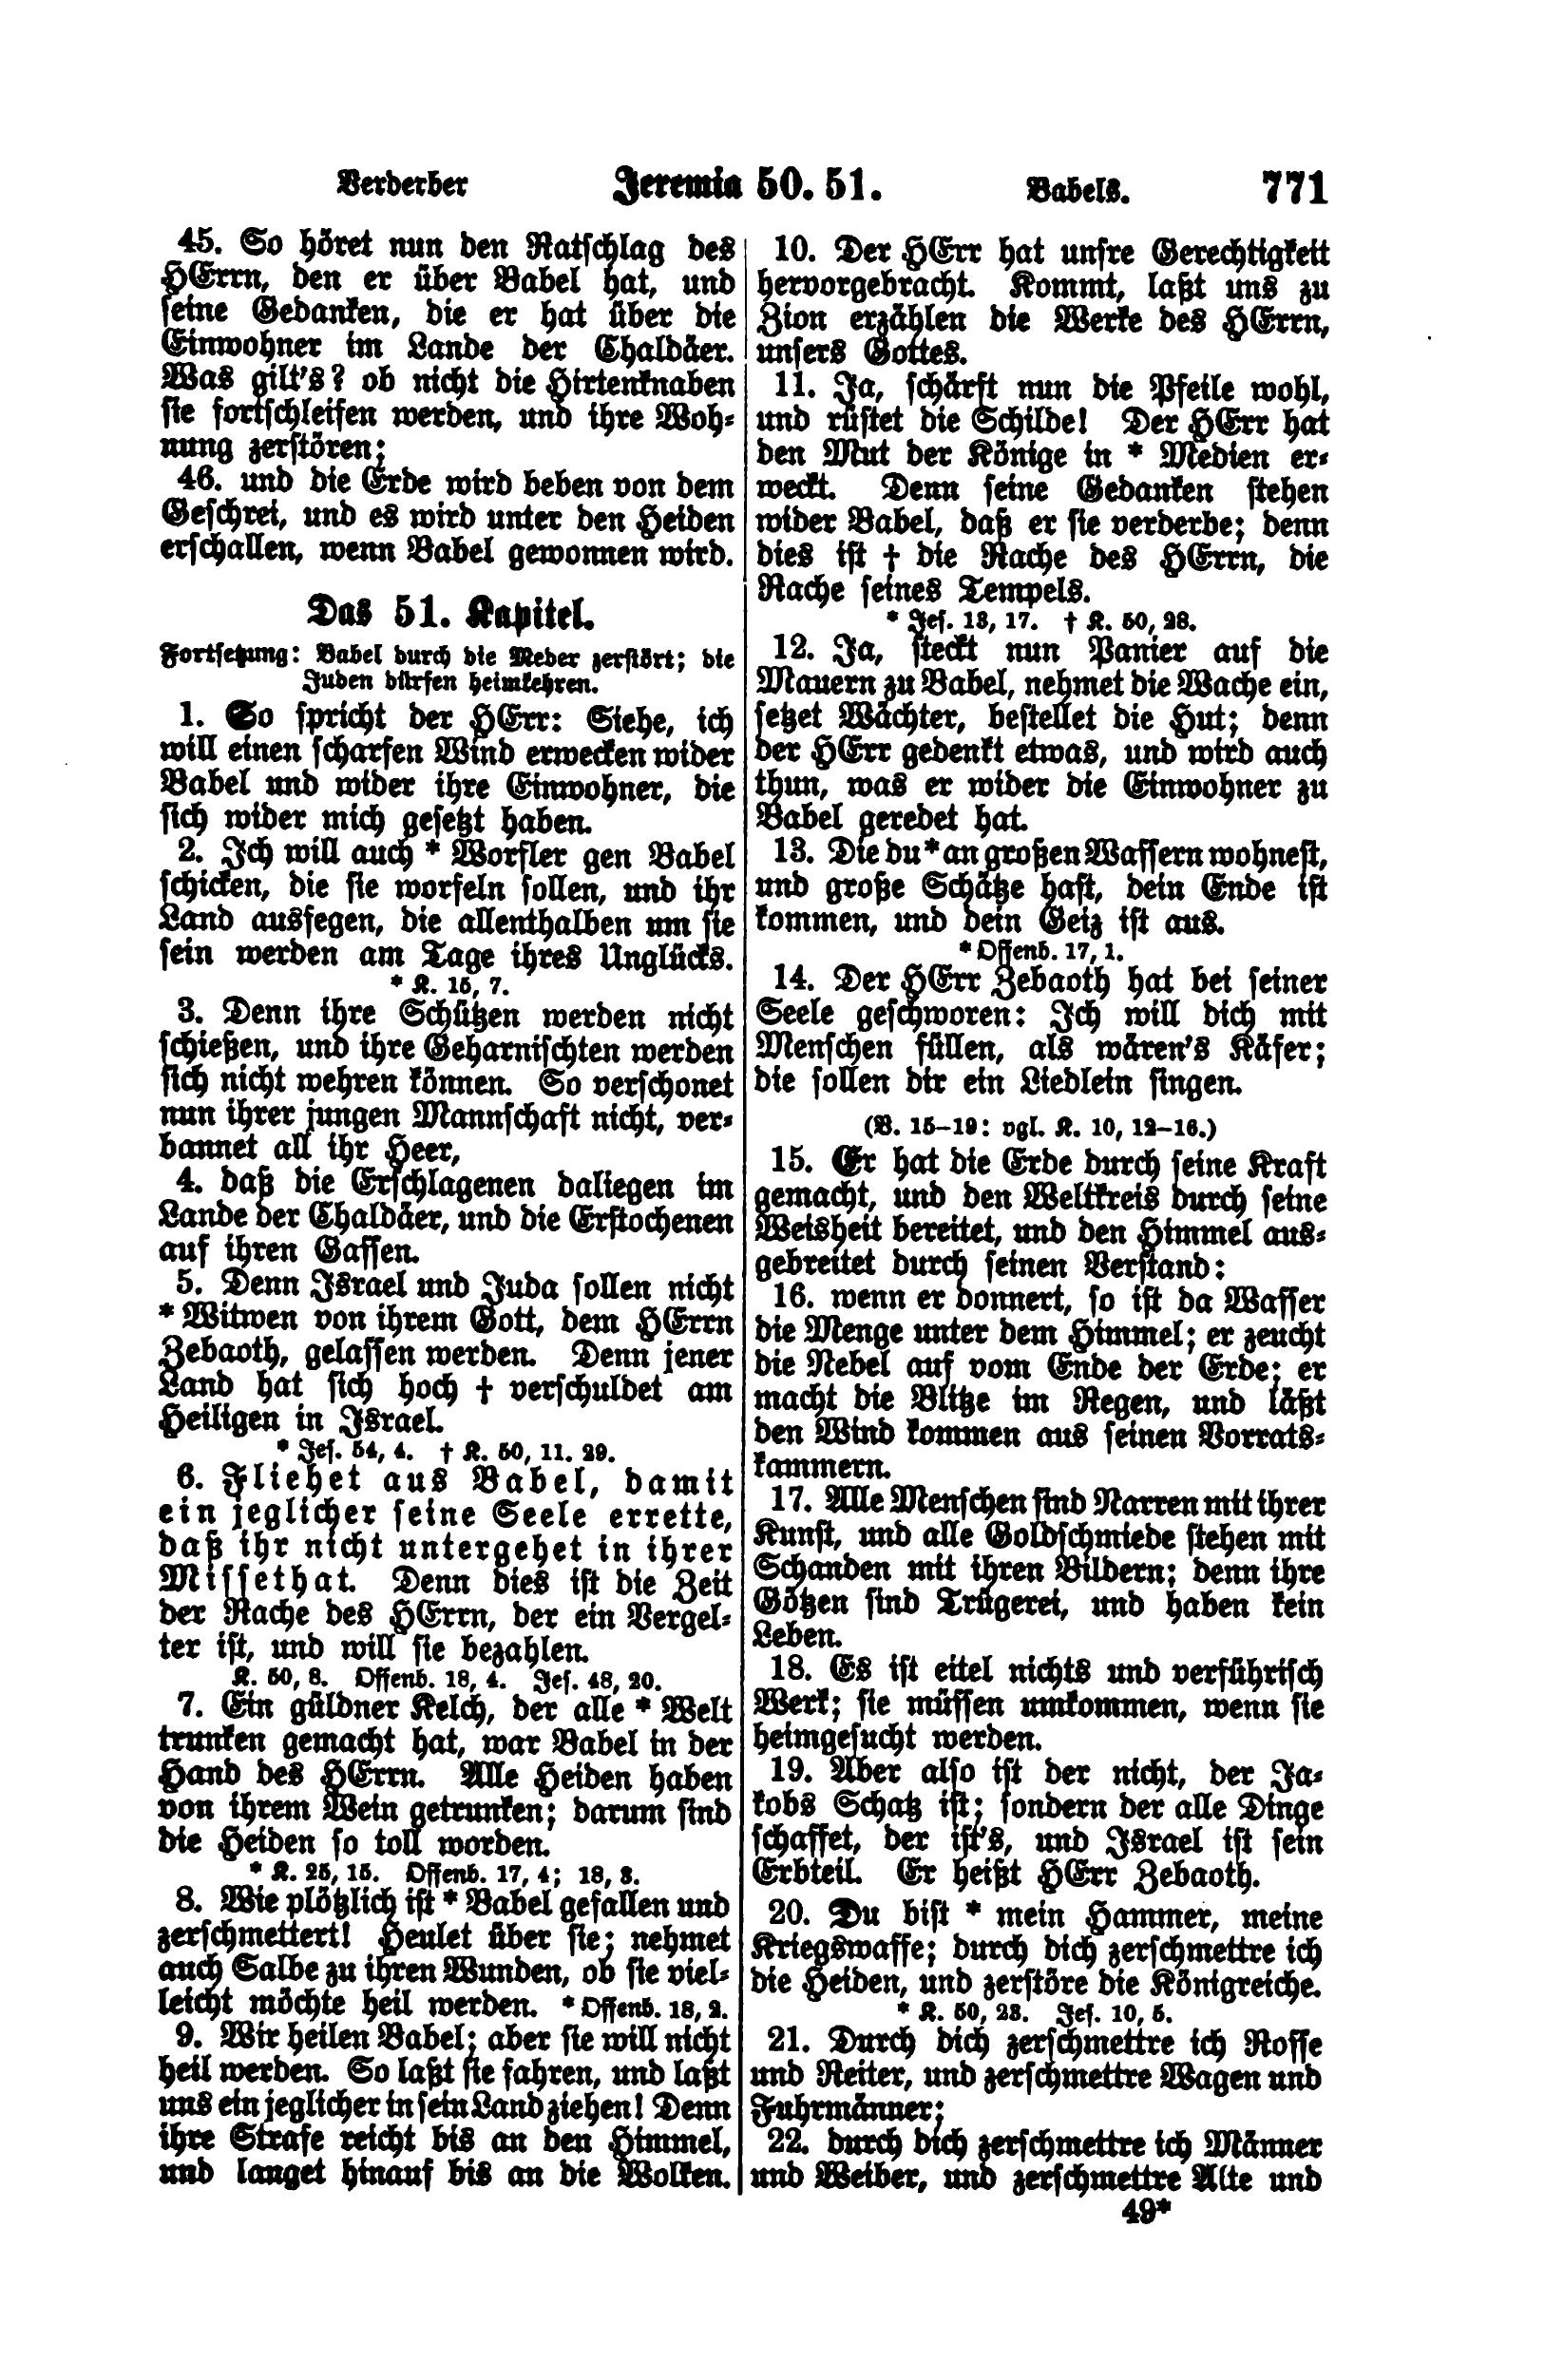 Verderber Jeremia 50. 51. Babels. 771
45. So höret nun den Ratschlag des
HErrn, den er über Babel hat, und
seine Gedanken, die er hat über die
Einwohner im Lande der Chaldäer.
Was gilt's? ob nicht die Hirtenknaben
sie fortschleifen werden, und ihre Woh-
nung zerstören;
46. und die Erde wird beben von dem
Geschrei, und es wird unter den Heiden
erschallen, wenn Babel gewonnen wird.
Das 51. Kapitel.
Fortsetzung: Babel durch die Meder zerstört; die
Juden dürfen heimkehren.
1. So spricht der HErr: Siehe, ich
will einen scharfen Wind erwecken wider
Babel und wider ihre Einwohner, die
sich wider mich gesetzt haben.
2. Ich will auch * Worfler gen Babel
schicken, die sie worfeln sollen, und ihr
Land ausfegen, die allenthalben um sie
sein werden am Tage ihres Unglücks.
* K. 15, 7.
3. Denn ihre Schützen werden nicht
schießen, und ihre Geharnischten werden
sich nicht wehren können. So verschonet
nun ihrer jungen Mannschaft nicht, ver-
bannet all ihr Heer,
4. daß die Erschlagenen daliegen im
Lande der Chaldäer, und die Erstochenen
auf ihren Gassen.
5. Denn Israel und Juda sollen nicht
* Witwen von ihrem Gott, dem HErrn
Zebaoth, gelassen werden. Denn jener
Land hat sich hoch † verschuldet am
Heiligen in Israel.
* Jes. 54, 4. † K. 50, 11. 29.
6. Fliehet aus Babel, damit
ein jeglicher seine Seele errette,
daß ihr nicht untergehet in ihrer
Missethat. Denn dies ist die Zeit
der Rache des HErrn, der ein Vergel-
ter ist, und will sie bezahlen.
K. 50, 8. Offenb. 18, 4. Jes. 48, 20.
7. Ein güldner Kelch, der alle * Welt
trunken gemacht hat, war Babel in der
Hand des HErrn. Alle Heiden haben
von ihrem Wein getrunken; darum sind
die Heiden so toll worden.
* K. 25, 15. Offenb. 17, 4; 18, 3.
8. Wie plötzlich ist * Babel gefallen und
zerschmettert! Heulet über sie; nehmet
auch Salbe zu ihren Wunden, ob sie viel-
leicht möchte heil werden. * Offenb. 18, 2.
9. Wir heilen Babel; aber sie will nicht
heil werden. So laßt sie fahren, und laßt
uns ein jeglicher in sein Land ziehen! Denn
ihre Strafe reicht bis an den Himmel,
und langet hinauf bis an die Wolken.
10. Der HErr hat unsre Gerechtigkeit
hervorgebracht. Kommt, laßt uns zu
Zion erzählen die Werke des HErrn,
unsers Gottes.
11. Ja, schärft nun die Pfeile wohl,
und rüstet die Schilde! Der HErr hat
den Mut der Könige in * Medien er-
weckt. Denn seine Gedanken stehen
wider Babel, daß er sie verderbe; denn
dies ist † die Rache des HErrn, die
Rache seines Tempels.
* Jes. 13, 17. † K. 50, 28.
12. Ja, steckt nun Panier auf die
Mauern zu Babel, nehmet die Wache ein,
setzet Wächter, bestellet die Hut; denn
der HErr gedenkt etwas, und wird auch
thun, was er wider die Einwohner zu
Babel geredet hat.
13. Die du * an großen Wassern wohnest,
und große Schätze hast, dein Ende ist
kommen, und dein Geiz ist aus.
* Offenb. 17, 1.
14. Der HErr Zebaoth hat bei seiner
Seele geschworen: Ich will dich mit
Menschen füllen, als wären's Käfer;
die sollen dir ein Liedlein singen.
(V. 15–19: vgl. K. 10, 12–16.)
15. Er hat die Erde durch seine Kraft
gemacht, und den Weltkreis durch seine
Weisheit bereitet, und den Himmel aus-
gebreitet durch seinen Verstand:
16. wenn er donnert, so ist da Wasser
die Menge unter dem Himmel; er zeucht
die Nebel auf vom Ende der Erde; er
macht die Blitze im Regen, und läßt
den Wind kommen aus seinen Vorrats-
kammern.
17. Alle Menschen sind Narren mit ihrer
Kunst, und alle Goldschmiede stehen mit
Schanden mit ihren Bildern; denn ihre
Götzen sind Trügerei, und haben kein
Leben.
18. Es ist eitel nichts und verführisch
Werk; sie müssen umkommen, wenn sie
heimgesucht werden.
19. Aber also ist der nicht, der Ja-
kobs Schatz ist; sondern der alle Dinge
schaffet, der ist's, und Israel ist sein
Erbteil. Er heißt HErr Zebaoth.
20. Du bist * mein Hammer, meine
Kriegswaffe; durch dich zerschmettre ich
die Heiden, und zerstöre die Königreiche.
* K. 50, 23. Jes. 10, 5.
21. Durch dich zerschmettre ich Rosse
und Reiter, und zerschmettre Wagen und
Fuhrmänner;
22. durch dich zerschmettre ich Männer
und Weiber, und zerschmettre Alte und
49*